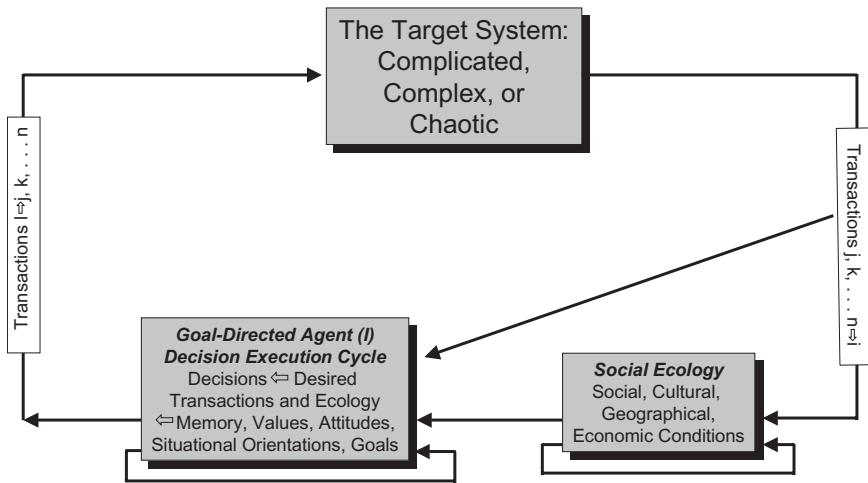 The Target System:
Complicated,
Complex, or
Chaotic
Transactions I⇨j, k, . . . n
Transactions j, k, . . . n⇨i
Goal-Directed Agent (I)
Decision Execution Cycle
Decisions ⇦ Desired
Transactions and Ecology
⇦ Memory, Values, Attitudes,
Situational Orientations, Goals
Social Ecology
Social, Cultural,
Geographical,
Economic Conditions